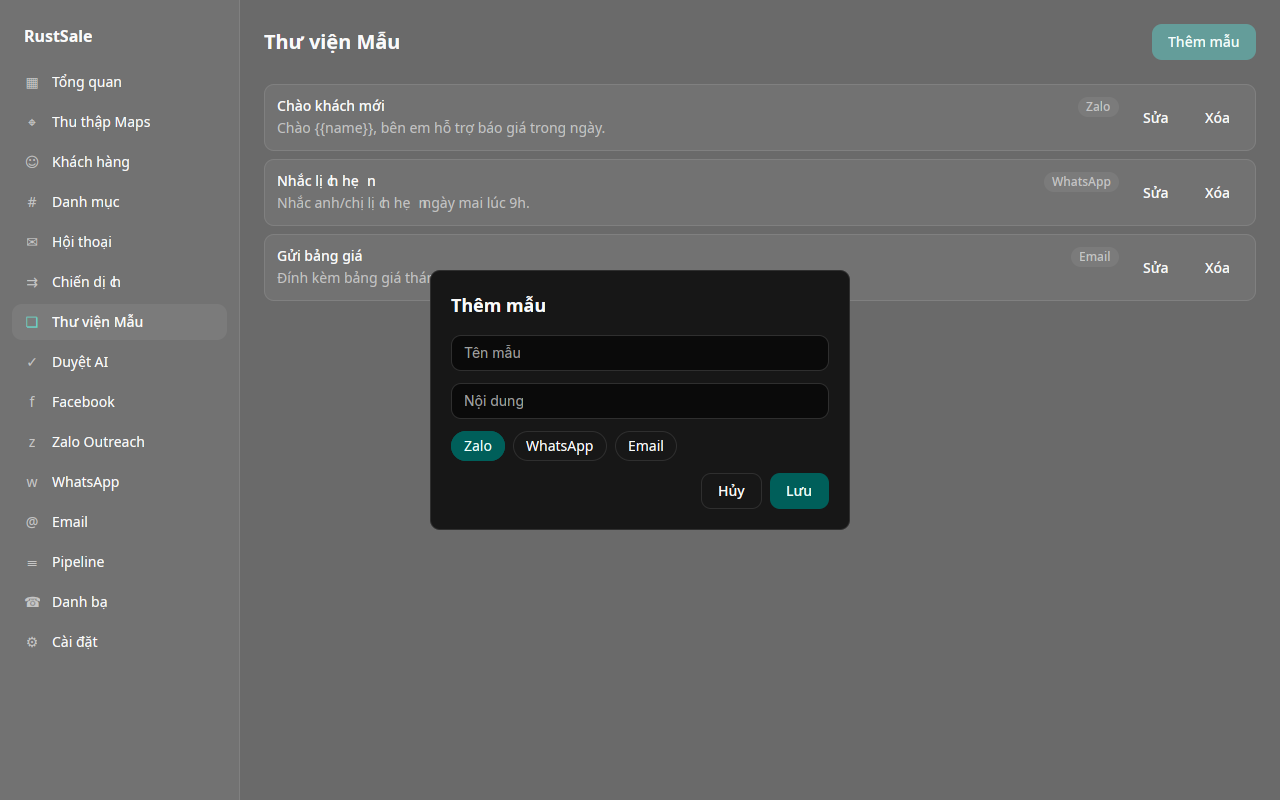 RustSale
Tổng quan
Thu thập Maps
Khách hàng
# Danh mục
Hội thoại
Chiến dịch
Thư viện Mẫu
Duyệt AI
f Facebook
z Zalo Outreach
w WhatsApp
@ Email
Pipeline
Danh bạ
Cài đặt
Thư viện Mẫu
Thêm mẫu
Chào khách mới
Chào {{name}}, bên em hỗ trợ báo giá trong ngày.
Zalo
Sửa
Xóa
Nhắc lịch hẹn
Nhắc anh/chị lịch hẹn ngày mai lúc 9h.
WhatsApp
Sửa
Xóa
Gửi bảng giá
Đính kèm bảng giá
Email
Sửa
Xóa
Thêm mẫu
Tên mẫu
Nội dung
Zalo
WhatsApp
Email
Hủy
Lưu